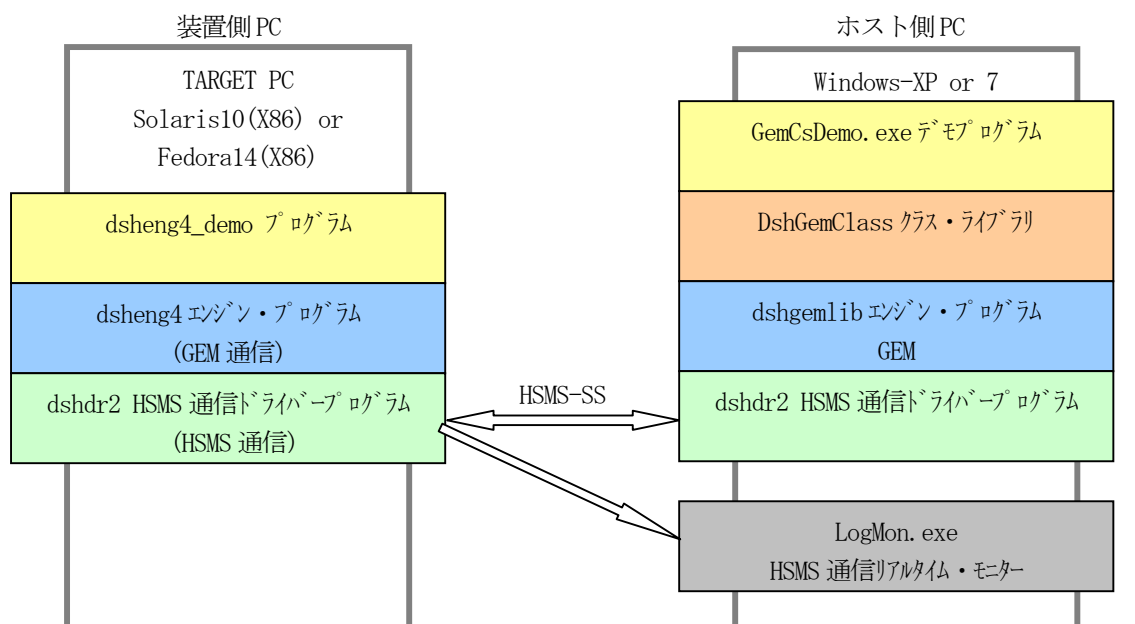 装置側 PC
TARGET PC
Solaris10(X86) or
Fedora14(X86)
dsheng4_demo プログラム
dsheng4 エンジン・プログラム
(GEM 通信)
dshdr2 HSMS 通信ドライバープログラム
(HSMS 通信)
HSMS-SS
ホスト側 PC
Windows-XP or 7
GemCsDemo.exe デモプログラム
DshGemClass クラス・ライブラリ
dshgemlib エンジン・プログラム
GEM
dshdr2 HSMS 通信ドライバープログラム
LogMon.exe
HSMS 通信リアルタイム・モニター